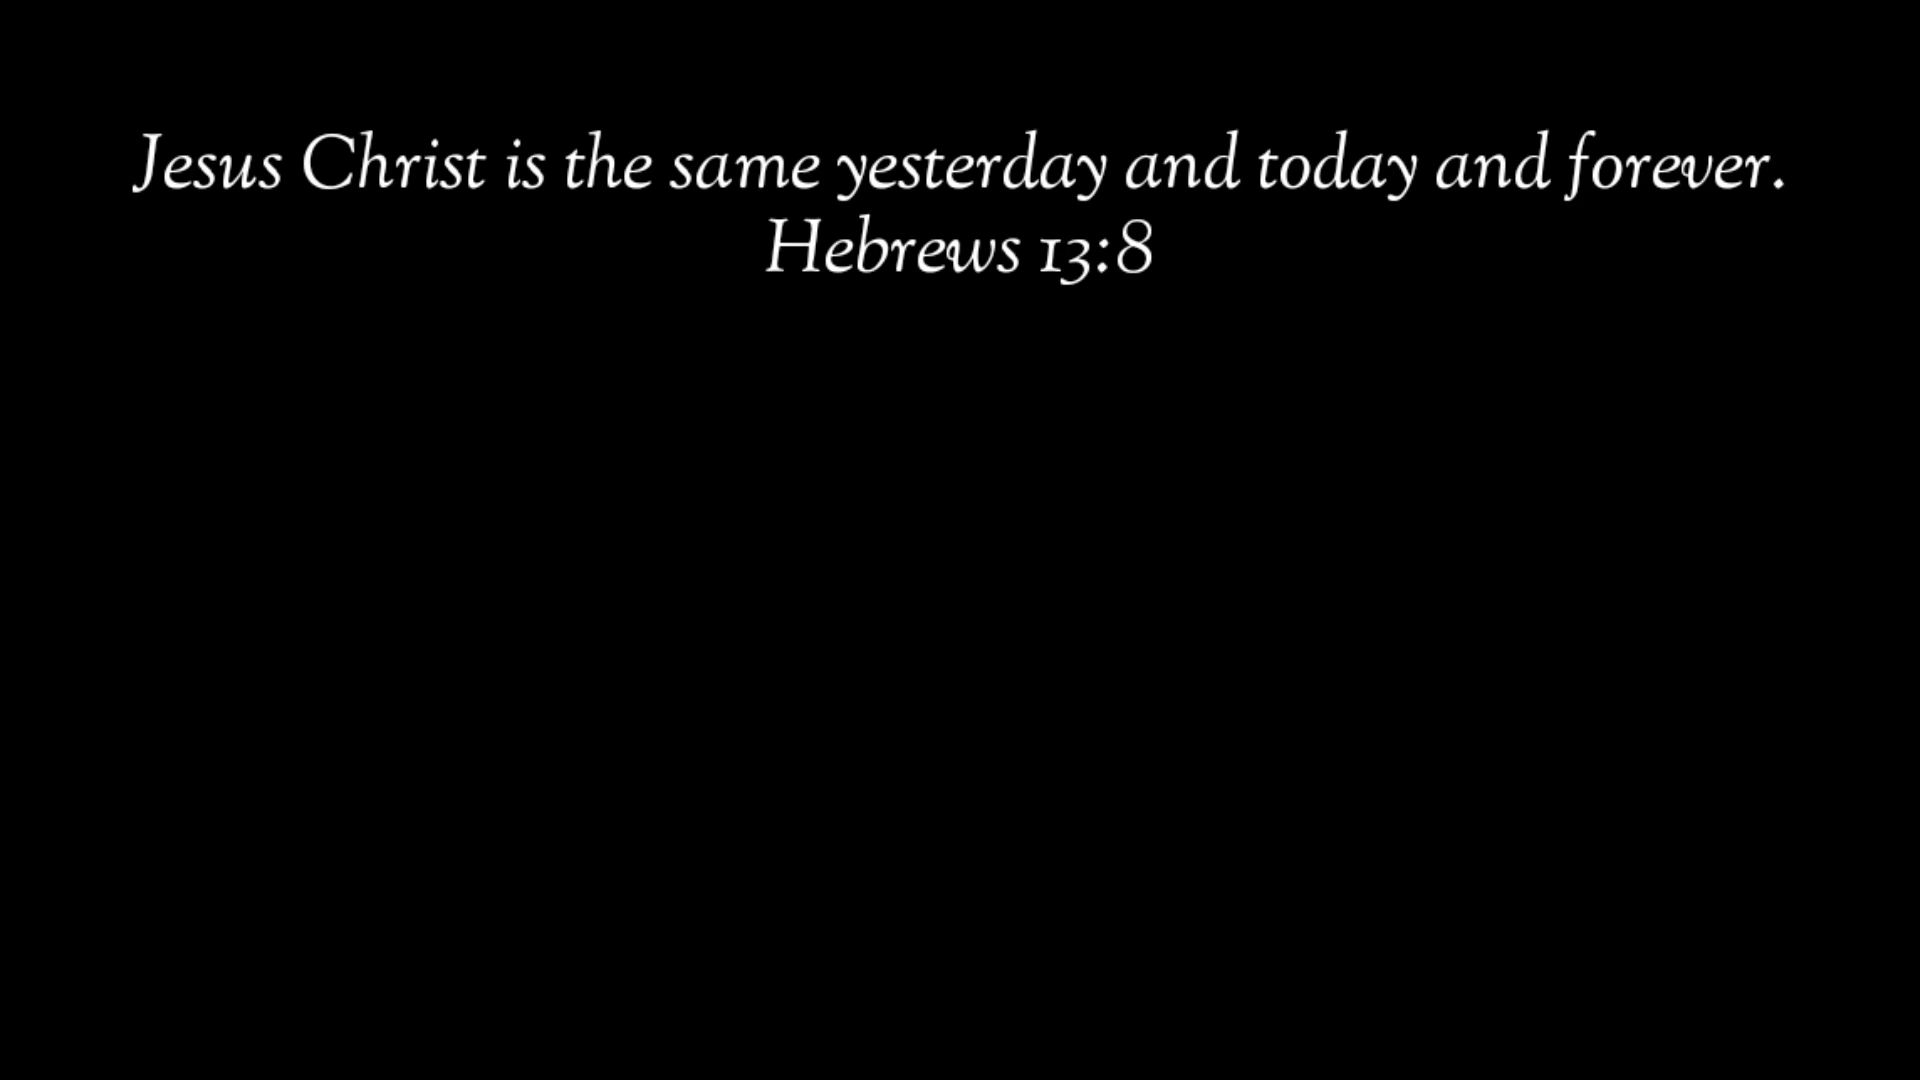 Jesus Christ is the same yesterday and today and forever.
Hebrews 13:8